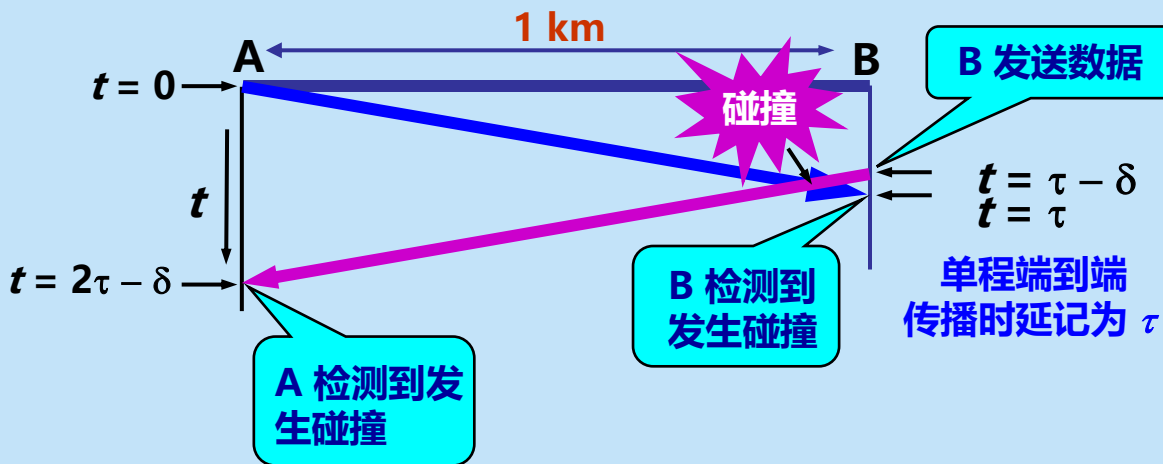 1 km
A
B
B 发送数据
t = 0
碰撞
t = τ − δ
t = τ
t
t = 2τ − δ
B 检测到
发生碰撞
单程端到端
传播时延记为 τ
A 检测到发
生碰撞